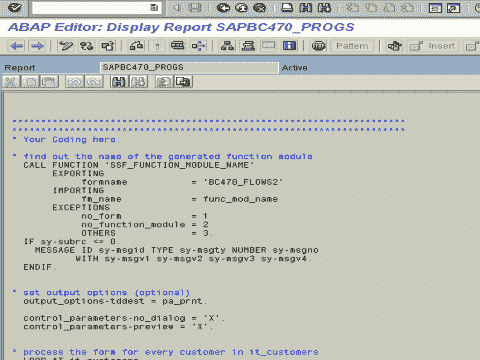 ABAP Editor: Display Report SAPBC470_PROGS
Pattern
Insert
Report SAPBC470_PROGS Active
*******************************************************************
*******************************************************************
* Your Coding here.
* find out the name of the generated function module
CALL FUNCTION 'SSF_FUNCTION_MODULE_NAME'
EXPORTING
formname = 'BC470_FLOWS2'
IMPORTING
fm_name = func_mod_name
EXCEPTIONS
no_form = 1
no_function_module = 2
OTHERS = 3.
IF sy-subrc <> 0.
MESSAGE ID sy-msgid TYPE sy-msgty NUMBER sy-msgno
WITH sy-msgv1 sy-msgv2 sy-msgv3 sy-msgv4.
ENDIF.
* set output options (optional)
output_options-tddest = pa_prnt.
control_parameters-no_dialog = 'X'.
control_parameters-preview = 'X'.
* process the form for every customer in it_customers
LOOP AT it_customers